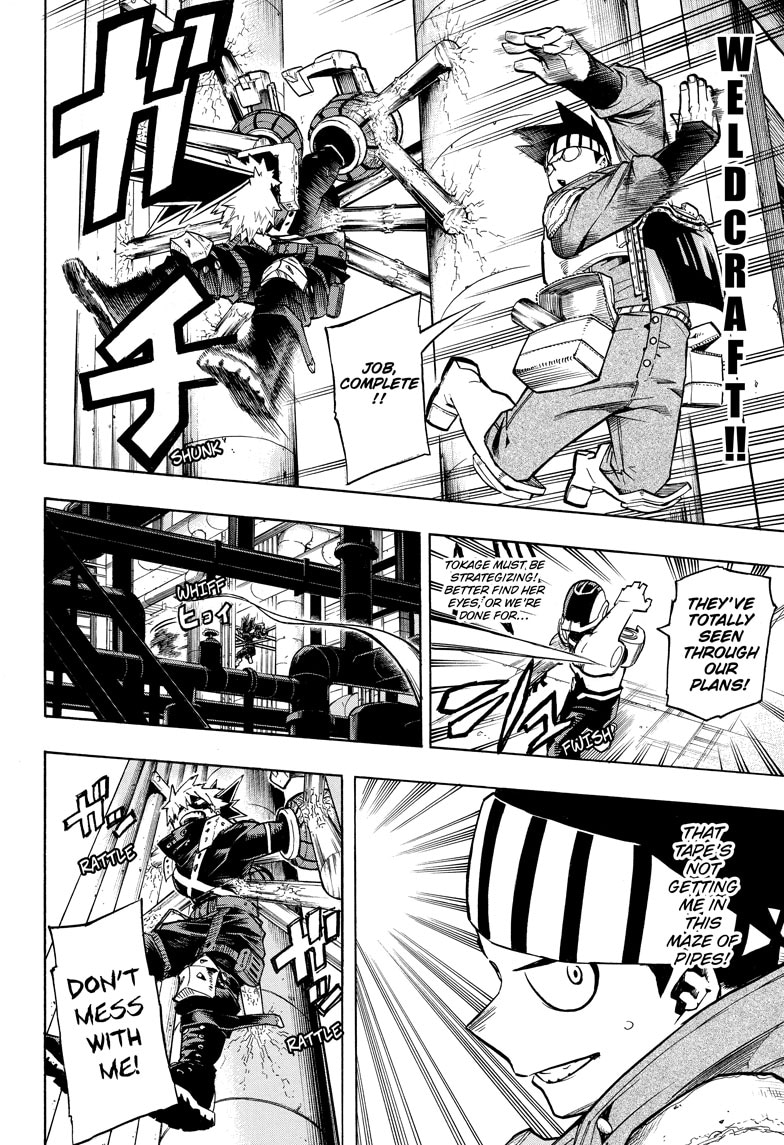 WELDCRAFT!!
ガチ
SHUNK
JOB,
COMPLETE
!!
THEY'VE
TOTALLY
SEEN
THROUGH
OUR
PLANS!
TOKAGE MUST BE
STRATEGIZING!
BETTER FIND HER
EYES, OR WE'RE
DONE FOR...
FWISH
WHIFF
ヒョイ
THAT
TAPE'S
NOT
GETTING
ME IN
THIS
MAZE OF
PIPES!
ガッ
RATTLE
ガッ
RATTLE
DON'T
MESS
WITH
ME!